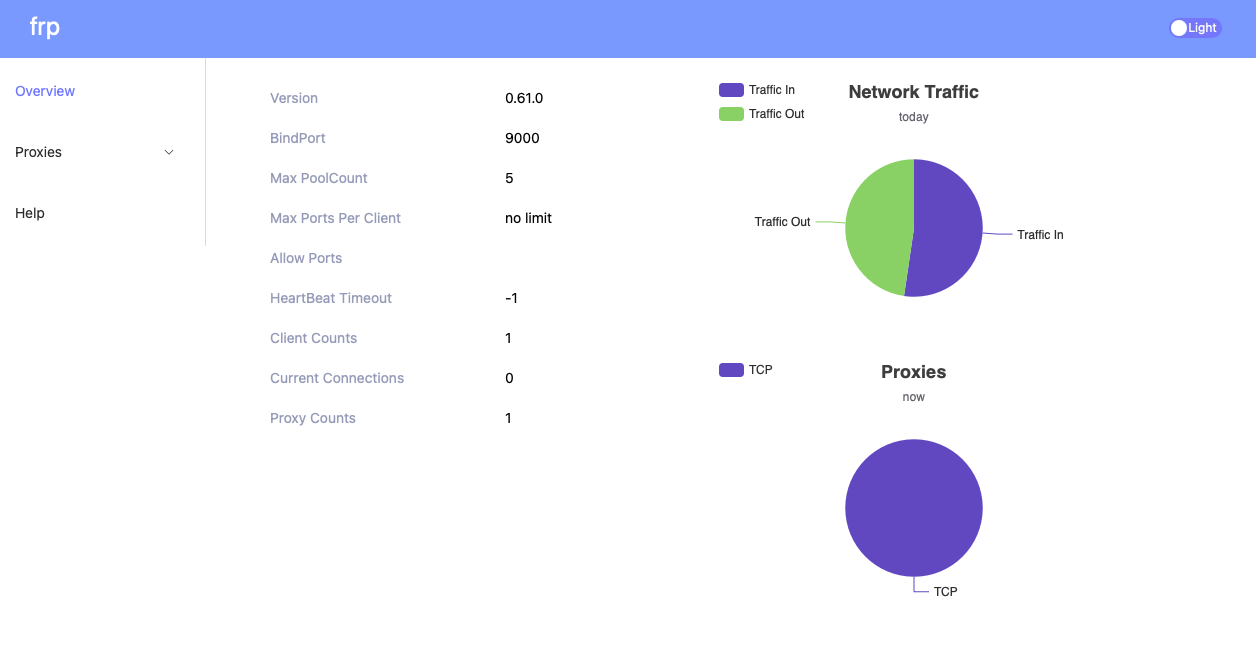 frp
Light
Overview
Proxies
Help
Version 0.61.0
BindPort 9000
Max PoolCount 5
Max Ports Per Client no limit
Allow Ports
HeartBeat Timeout -1
Client Counts 1
Current Connections 0
Proxy Counts 1
Traffic In
Traffic Out
Network Traffic
today
Traffic Out
Traffic In
TCP
Proxies
now
TCP